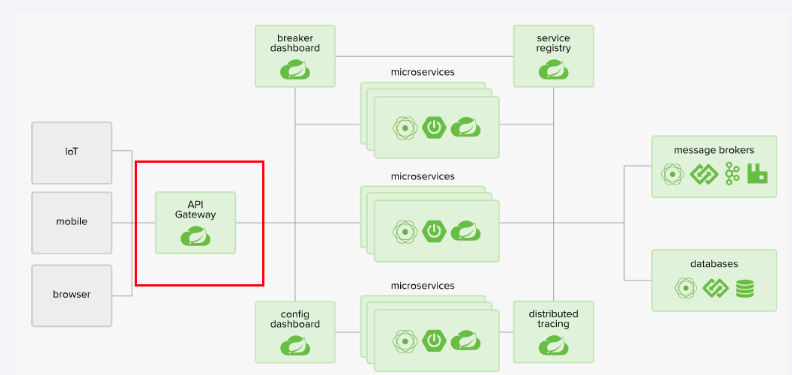 breaker
dashboard
service
registry
microservices
IoT
message brokers
microservices
API
Gateway
mobile
databases
browser
microservices
config
dashboard
distributed
tracing